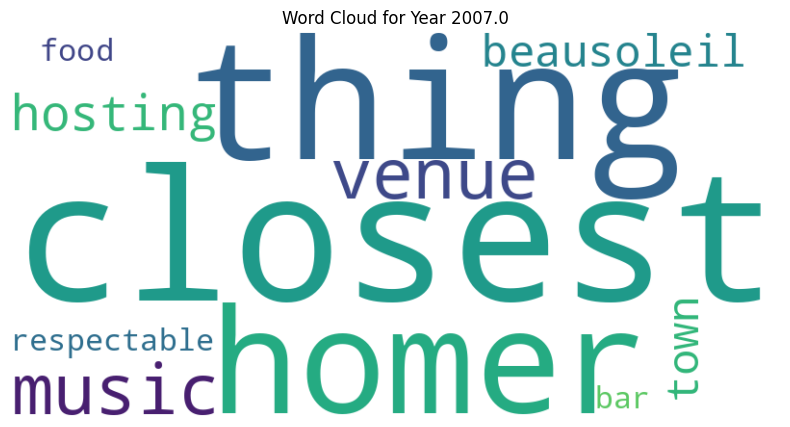 Word Cloud for Year 2007.0
food
beausoleil
thing
hosting
venue
closest
town
respectable
homer
music
bar